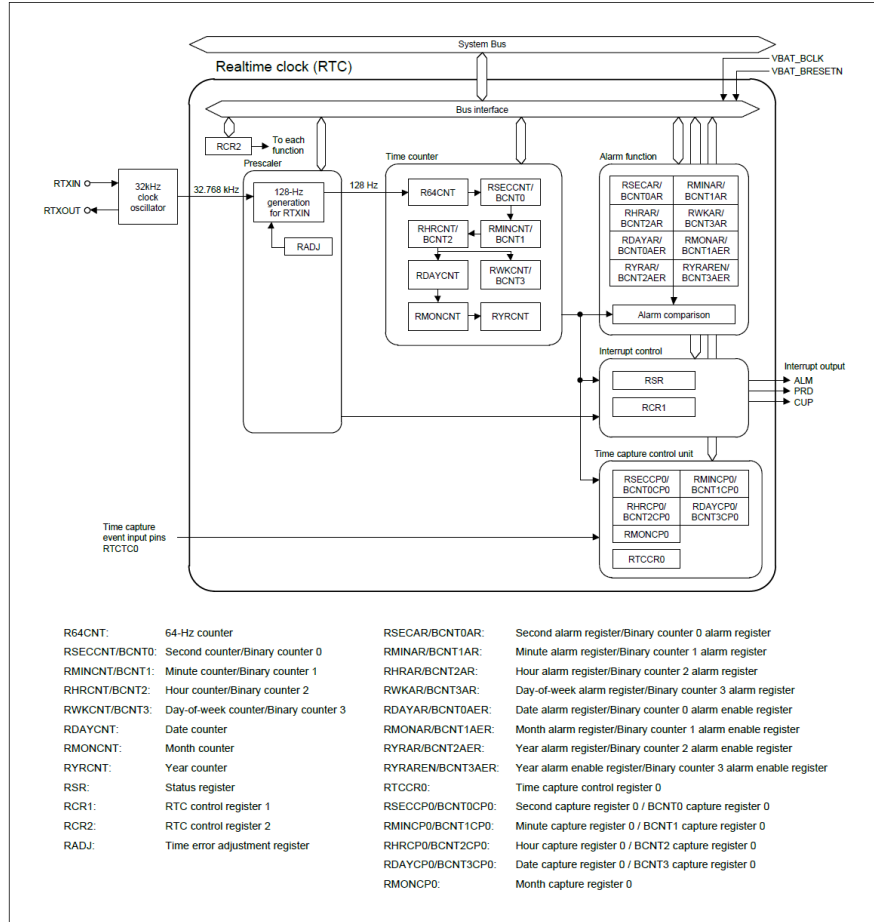 System Bus
Realtime clock (RTC)
VBAT_BCLK
VBAT_BRESETN
Bus interface
RCR2
To each
function
Prescaler
Time counter
Alarm function
RTXIN
RTXOUT
32kHz
clock
oscillator
32.768 kHz
128-Hz
generation
for RTXIN
RADJ
128 Hz
R64CNT
RSECCNT/
BCNT0
RHRCNT/
BCNT2
RMINCNT/
BCNT1
RDAYCNT
RWKCNT/
BCNT3
RMONCNT
RYRCNT
RSECAR/
BCNT0AR
RMINAR/
BCNT1AR
RHRAR/
BCNT2AR
RWKAR/
BCNT3AR
RDAYAR/
BCNT0AER
RMONAR/
BCNT1AER
RYRAR/
BCNT2AER
RYRAREN/
BCNT3AER
Alarm comparison
Interrupt control
RSR
RCR1
Interrupt output
ALM
PRD
CUP
Time capture control unit
RSECCP0/
BCNT0CP0
RMINCP0/
BCNT1CP0
RHRCP0/
BCNT2CP0
RDAYCP0/
BCNT3CP0
RMONCP0
RTCCR0
Time capture
event input pins
RTCTC0
R64CNT: 64-Hz counter
RSECCNT/BCNT0: Second counter/Binary counter 0
RMINCNT/BCNT1: Minute counter/Binary counter 1
RHRCNT/BCNT2: Hour counter/Binary counter 2
RWKCNT/BCNT3: Day-of-week counter/Binary counter 3
RDAYCNT: Date counter
RMONCNT: Month counter
RYRCNT: Year counter
RSR: Status register
RCR1: RTC control register 1
RCR2: RTC control register 2
RADJ: Time error adjustment register
RSECAR/BCNT0AR: Second alarm register/Binary counter 0 alarm register
RMINAR/BCNT1AR: Minute alarm register/Binary counter 1 alarm register
RHRAR/BCNT2AR: Hour alarm register/Binary counter 2 alarm register
RWKAR/BCNT3AR: Day-of-week alarm register/Binary counter 3 alarm register
RDAYAR/BCNT0AER: Date alarm register/Binary counter 0 alarm enable register
RMONAR/BCNT1AER: Month alarm register/Binary counter 1 alarm enable register
RYRAR/BCNT2AER: Year alarm register/Binary counter 2 alarm enable register
RYRAREN/BCNT3AER: Year alarm enable register/Binary counter 3 alarm enable register
RTCCR0: Time capture control register 0
RSECCP0/BCNT0CP0: Second capture register 0 / BCNT0 capture register 0
RMINCP0/BCNT1CP0: Minute capture register 0 / BCNT1 capture register 0
RHRCP0/BCNT2CP0: Hour capture register 0 / BCNT2 capture register 0
RDAYCP0/BCNT3CP0: Date capture register 0 / BCNT3 capture register 0
RMONCP0: Month capture register 0